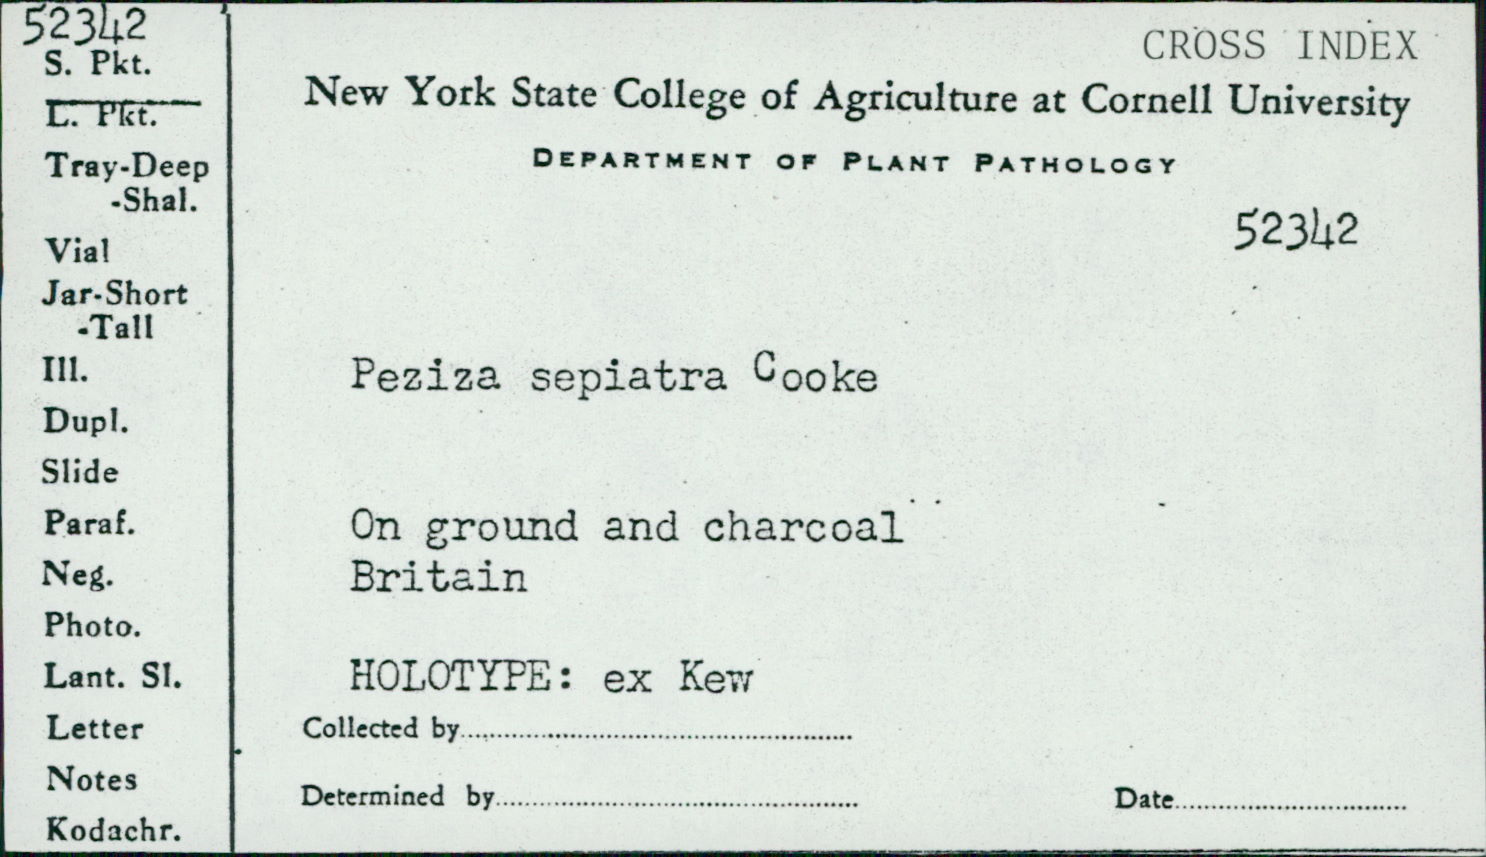 52342
S. Pkt.
L. Pkt.
Tray-Deep
-Shal.
Vial
Jar-Short
-Tall
Ill.
Dupl.
Slide
Paraf.
Neg.
Photo.
Lant. Sl.
Letter
Notes
Kodachr.
CROSS INDEX
New York State College of Agriculture at Cornell University
DEPARTMENT OF PLANT PATHOLOGY
52342
Peziza sepiatra Cooke
On ground and charcoal
Britain
HOLOTYPE: ex Kew
Collected by
Determined by
Date